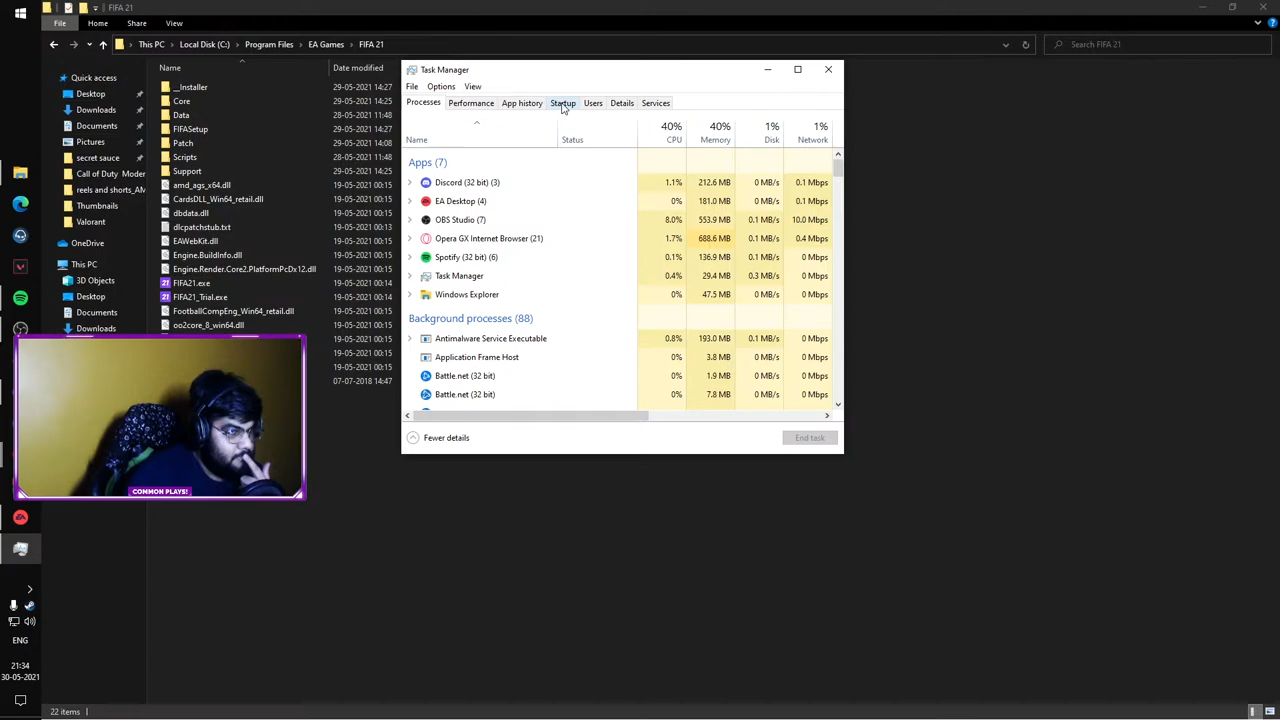 FIFA 21
File Home Share View
This PC Local Disk (C:) Program Files EA Games FIFA 21
Search FIFA 21
Quick access
Desktop
Downloads
Documents
Pictures
secret sauce
Call of Duty Moder
reels and shorts_AM
Thumbnails
Valorant
OneDrive
This PC
3D Objects
Desktop
Documents
Downloads
Name Date modified
__Installer 29-05-2021 14:27
Core 29-05-2021 14:27
Data 28-05-2021 11:48
FIFASetup 29-05-2021 14:27
Patch 29-05-2021 14:08
Scripts 28-05-2021 11:48
Support 29-05-2021 14:25
amd_ags_x64.dll 19-05-2021 00:15
CardsDLL_Win64_retail.dll 19-05-2021 00:15
dbdata.dll 19-05-2021 00:15
dlcpatchstub.txt 19-05-2021 00:13
EAWebKit.dll 19-05-2021 00:15
Engine.BuildInfo.dll 19-05-2021 00:15
Engine.Render.Core2.PlatformPcDx12.dll 19-05-2021 00:15
FIFA21.exe 19-05-2021 00:14
FIFA21_Trial.exe 19-05-2021 00:14
FootballCompEng_Win64_retail.dll 19-05-2021 00:15
oo2core_8_win64.dll 19-05-2021 00:15
19-05-2021 00:15
19-05-2021 00:15
19-05-2021 00:15
07-07-2018 14:47
Task Manager
File Options View
Processes Performance App history Startup Users Details Services
40% 40% 1% 1%
Name Status CPU Memory Disk Network
Apps (7)
Discord (32 bit) (3) 1.1% 212.6 MB 0 MB/s 0.1 Mbps
EA Desktop (4) 0% 181.0 MB 0.1 MB/s 0.1 Mbps
OBS Studio (7) 8.0% 553.9 MB 0.1 MB/s 10.0 Mbps
Opera GX Internet Browser (21) 1.7% 688.6 MB 0.1 MB/s 0.4 Mbps
Spotify (32 bit) (6) 0.1% 136.9 MB 0.1 MB/s 0 Mbps
Task Manager 0.4% 29.4 MB 0.3 MB/s 0 Mbps
Windows Explorer 0% 47.5 MB 0 MB/s 0 Mbps
Background processes (88)
Antimalware Service Executable 0.8% 193.0 MB 0.1 MB/s 0 Mbps
Application Frame Host 0% 3.8 MB 0 MB/s 0 Mbps
Battle.net (32 bit) 0% 1.9 MB 0 MB/s 0 Mbps
Battle.net (32 bit) 0% 7.8 MB 0 MB/s 0 Mbps
Fewer details End task
COMMON PLAYS!
ENG
21:34
30-05-2021
22 items